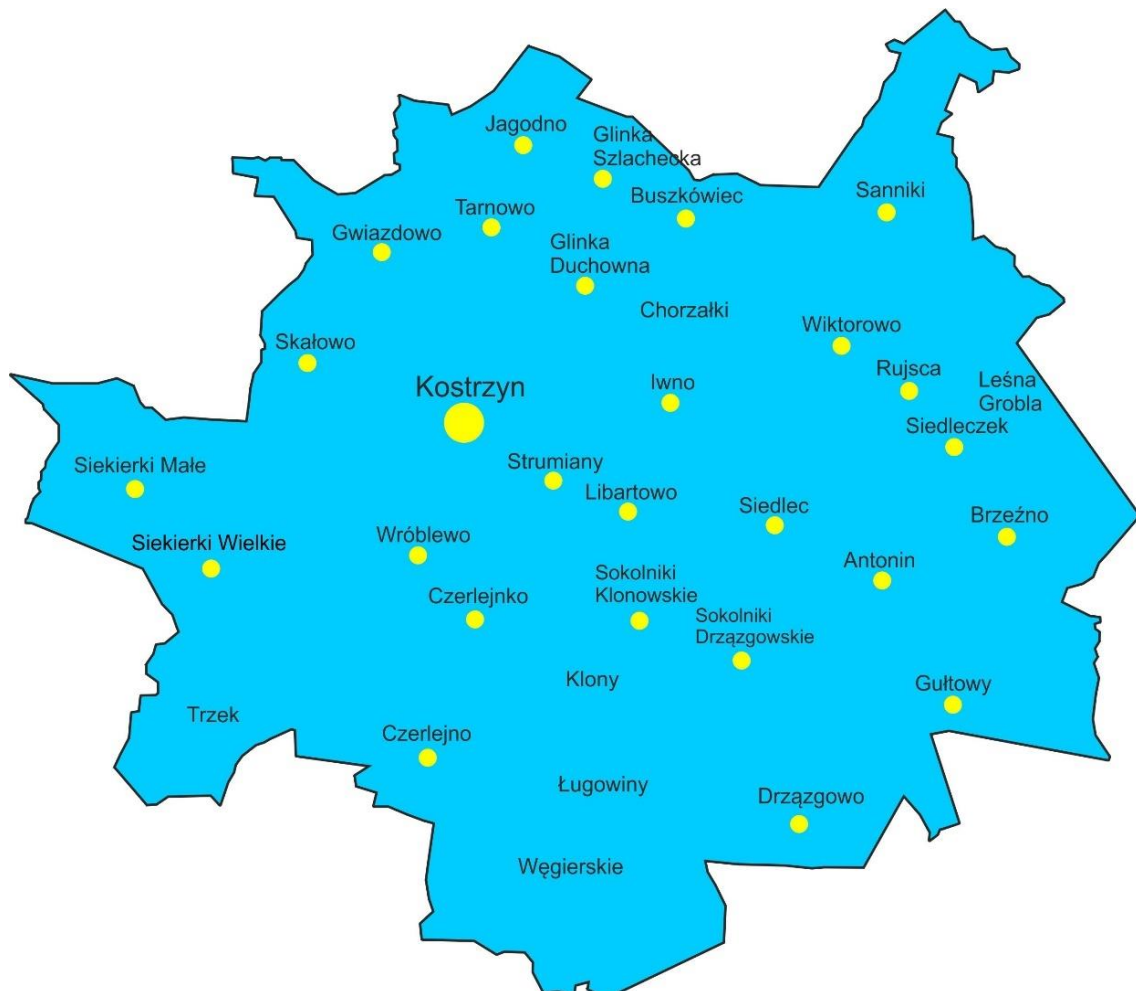 Jagodno
Glinka
Szlachecka
Buszkówiec
Sanniki
Tarnowo
Gwiazdowo
Glinka
Duchowna
Chorzałki
Wiktorowo
Skałowo
Rujsca
Leśna
Grobla
Kostrzyn
Iwno
Siedleczek
Siekierki Małe
Strumiany
Libartowo
Siedlec
Brzeźno
Siekierki Wielkie
Wróblewo
Antonin
Czerlejnko
Sokolniki
Klonowskie
Sokolniki
Drzązgowskie
Klony
Gułtowy
Trzek
Czerlejno
Ługowiny
Drzązgowo
Węgierskie